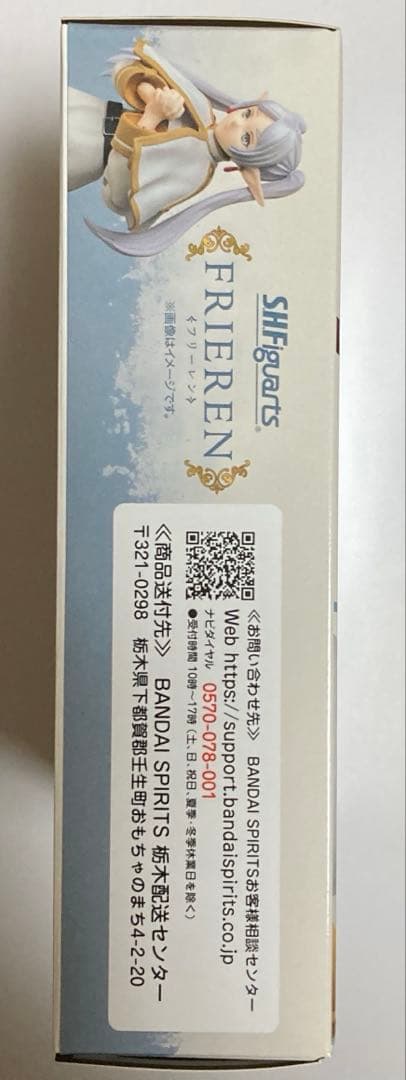 S.H.Figuarts®
FRIEREN
フリーレン
※画像はイメージです。
≪お問い合わせ先≫ BANDAI SPIRITSお客様相談センター
Web https://support.bandaispirits.co.jp
ナビダイヤル 0570-078-001
●受付時間 10時〜17時(土、日、祝日、夏季・冬季休業日を除く)
≪商品送付先≫ BANDAI SPIRITS 栃木配送センター
〒321-0298 栃木県下都賀郡壬生町おもちゃのまち4-2-20